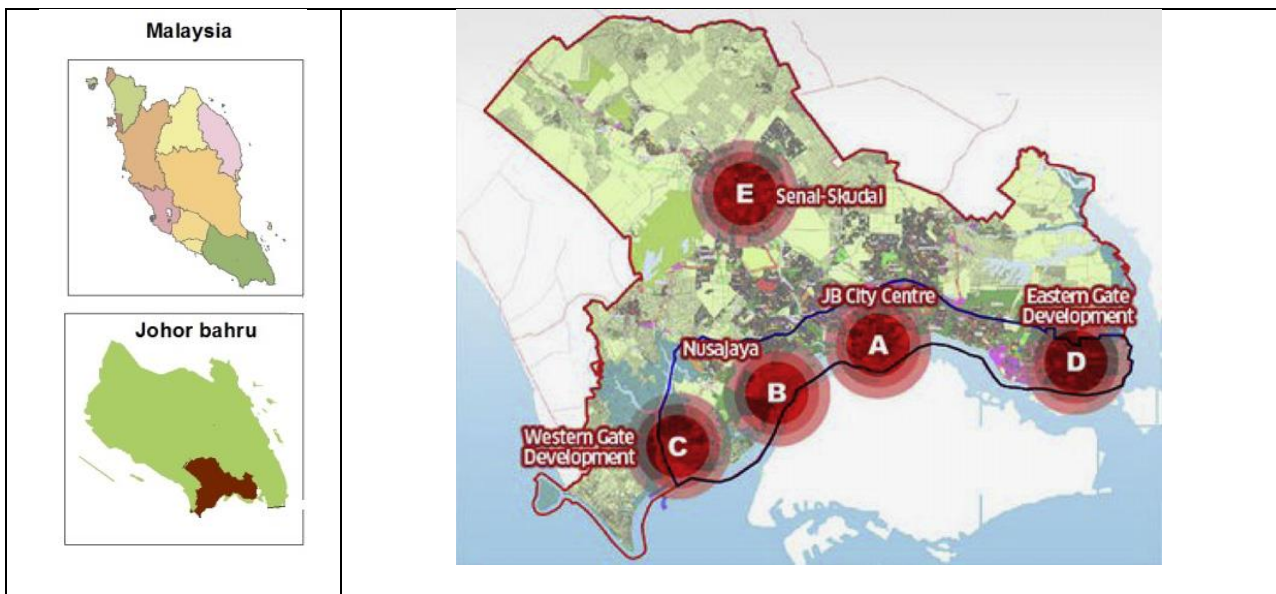 Malaysia
Johor bahru
E
Senai-Skudai
JB City Centre
A
Eastern Gate
Development
D
Nusajaya
B
Western Gate
Development
C